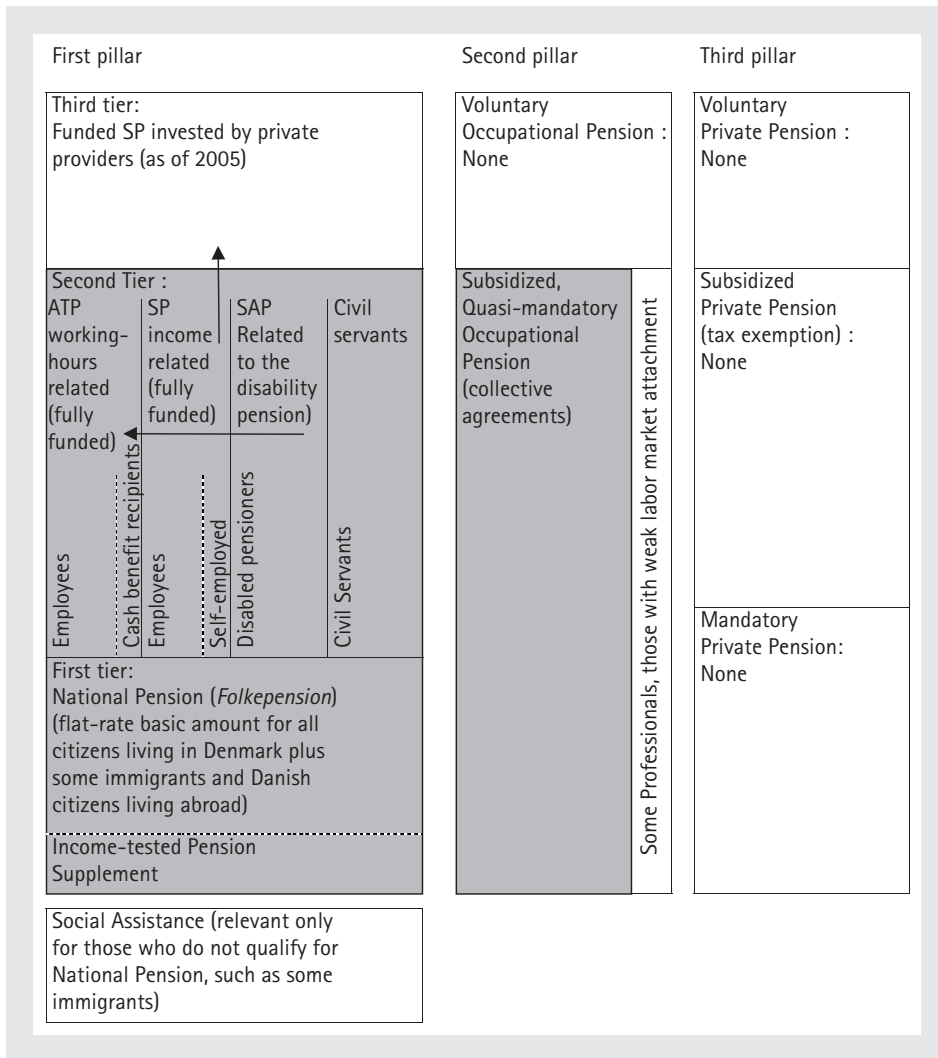 First pillar
Second pillar
Third pillar
Third tier:
Funded SP invested by private
providers (as of 2005)
Voluntary
Occupational Pension :
None
Voluntary
Private Pension :
None
Second Tier :
ATP
working-
hours
related
(fully
funded)
SP
income
related
(fully
funded)
SAP
Related
to the
disability
pension)
Civil
servants
Employees
Cash benefit recipients
Employees
Self-employed
Disabled pensioners
Civil Servants
Subsidized,
Quasi-mandatory
Occupational
Pension
(collective
agreements)
Some Professionals, those with weak labor market attachment
Subsidized
Private Pension
(tax exemption) :
None
Mandatory
Private Pension:
None
First tier:
National Pension (Folkepension)
(flat-rate basic amount for all
citizens living in Denmark plus
some immigrants and Danish
citizens living abroad)
Income-tested Pension
Supplement
Social Assistance (relevant only
for those who do not qualify for
National Pension, such as some
immigrants)